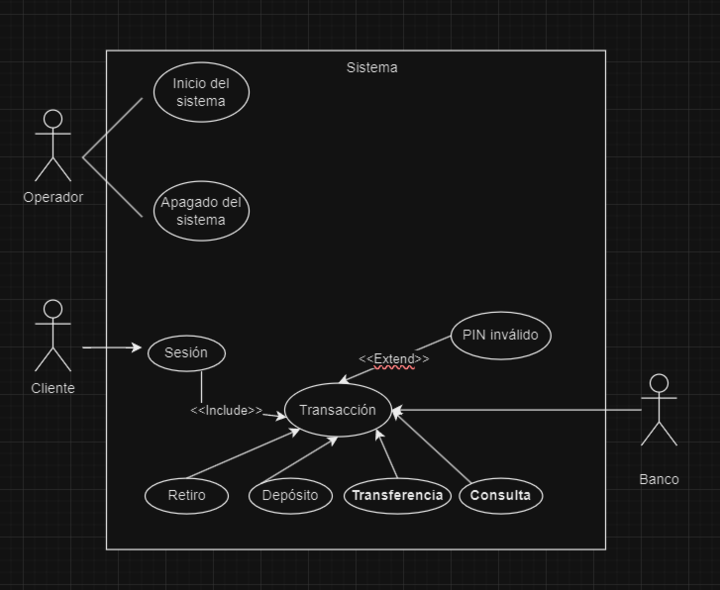 Sistema
Inicio del
sistema
Operador
Apagado del
sistema
PIN inválido
Sesión
<<Extend>>
Cliente
<<Include>>
Transacción
Banco
Retiro
Depósito
Transferencia
Consulta